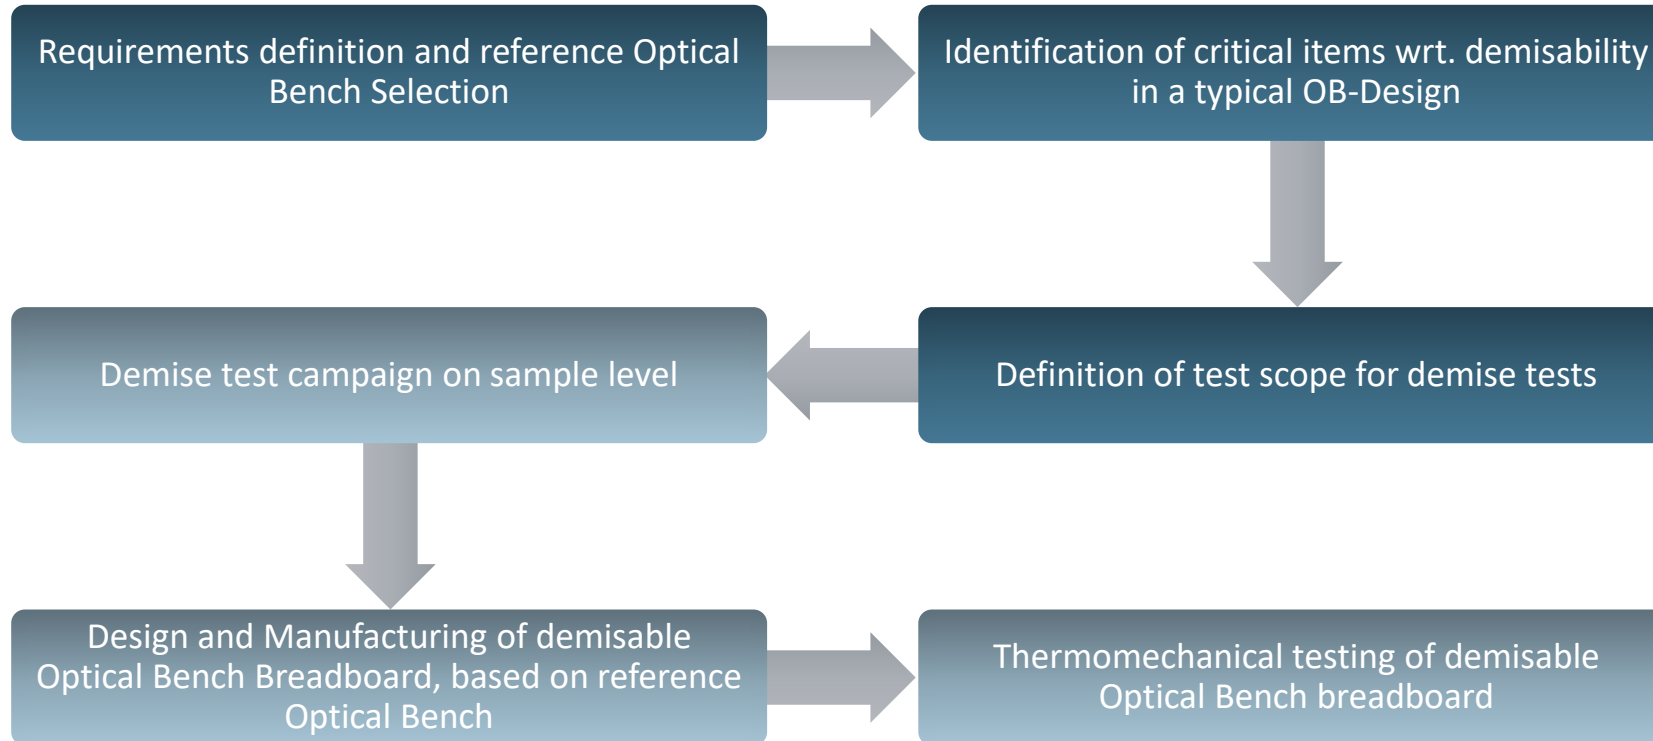 Requirements definition and reference Optical
Bench Selection
Identification of critical items wrt. demisability
in a typical OB-Design
Definition of test scope for demise tests
Demise test campaign on sample level
Design and Manufacturing of demisable
Optical Bench Breadboard, based on reference
Optical Bench
Thermomechanical testing of demisable
Optical Bench breadboard